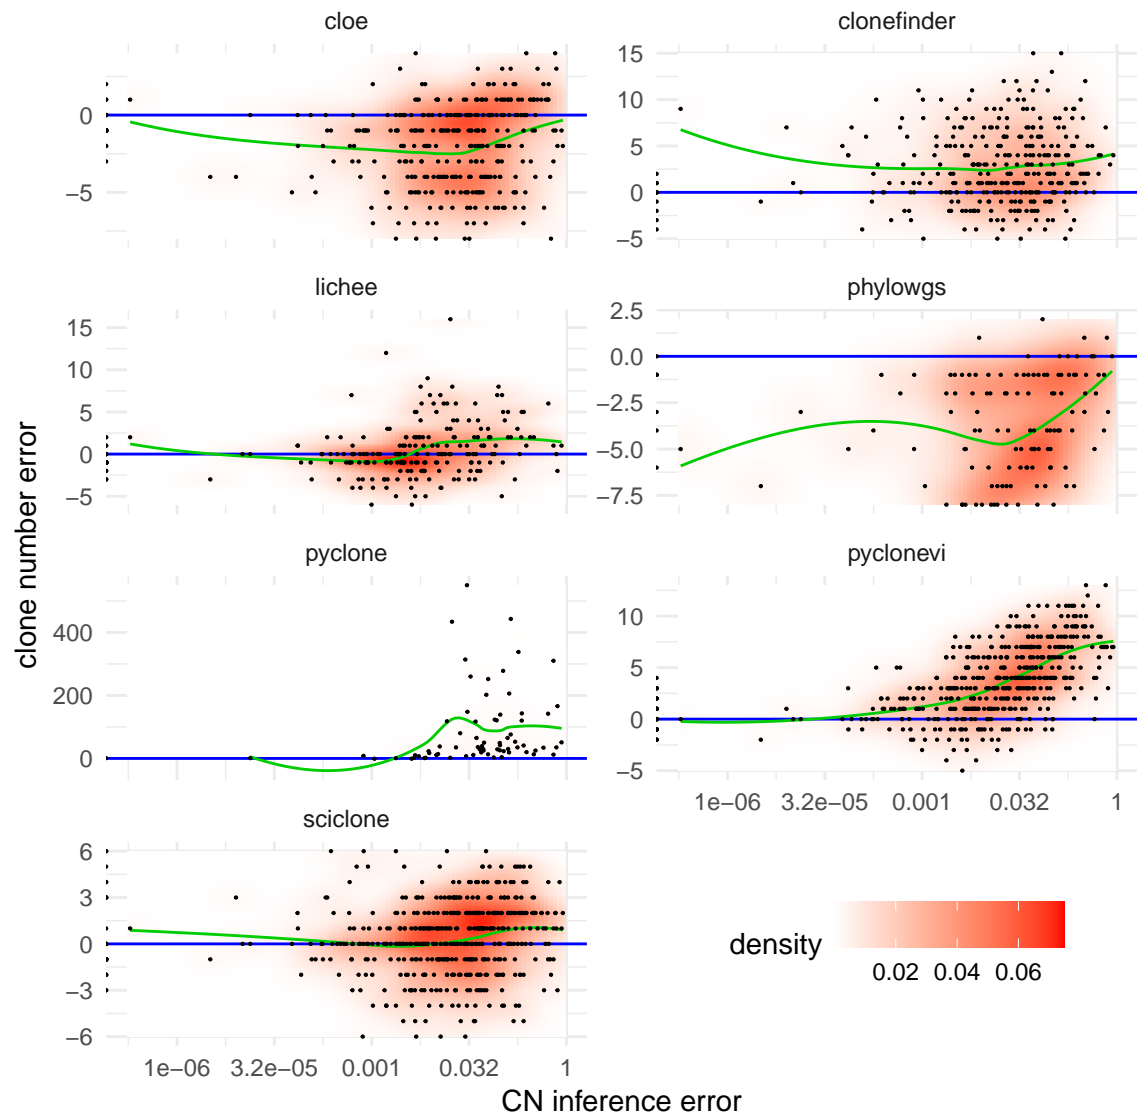 cloe
clonefinder
0
−5
15
10
5
0
−5
lichee
phylowgs
15
10
5
0
−5
2.5
0.0
−2.5
−5.0
−7.5
pyclone
pyclonevi
400
200
0
10
5
0
−5
1e−06 3.2e−05 0.001 0.032 1
sciclone
6
3
0
−3
−6
1e−06 3.2e−05 0.001 0.032 1
density
0.02 0.04 0.06
clone number error
CN inference error